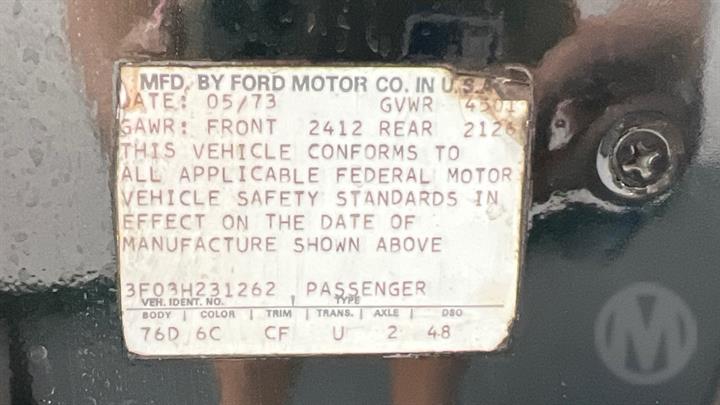 MFD. BY FORD MOTOR CO. IN U.S.A.
DATE: 05/73 GVWR 4501
GAWR: FRONT 2412 REAR 2126
THIS VEHICLE CONFORMS TO
ALL APPLICABLE FEDERAL MOTOR
VEHICLE SAFETY STANDARDS IN
EFFECT ON THE DATE OF
MANUFACTURE SHOWN ABOVE
3F03H231262 PASSENGER
VEH. IDENT. NO. TYPE
BODY COLOR TRIM TRANS. AXLE DSO
76D 6C CF U 2 48
M